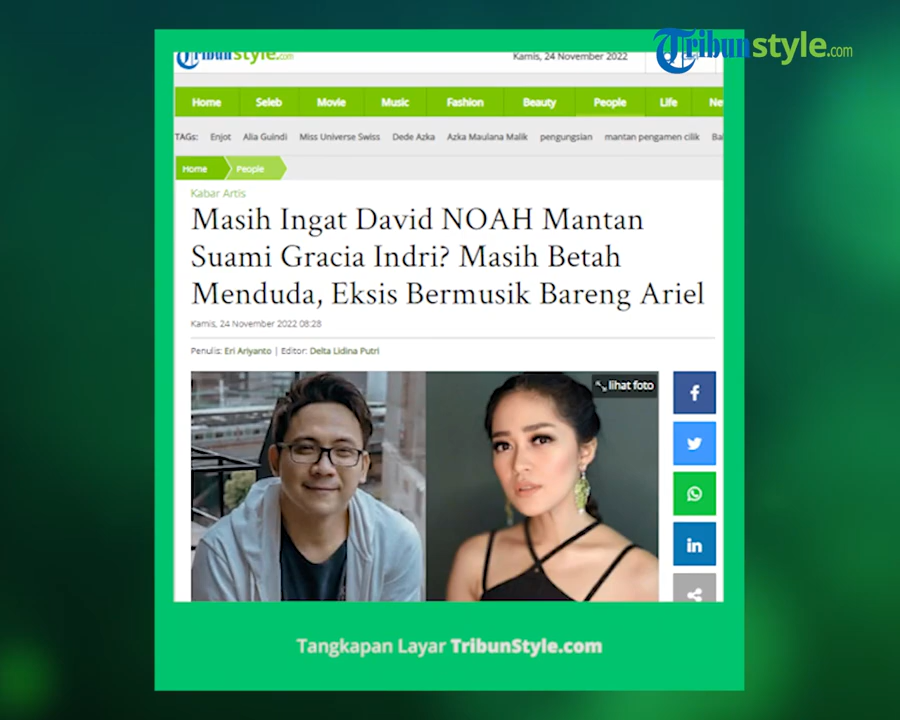 Tribunstyle.com
Tribunstyle.com
Kamis, 24 November 2022
Home Seleb Movie Music Fashion Beauty People Life
TAGs: Enjot Alia Guindi Miss Universe Swiss Dede Azka Azka Maulana Malik pengungsian mantan pengamen cilik
Home People
Kabar Artis
Masih Ingat David NOAH Mantan
Suami Gracia Indri? Masih Betah
Menduda, Eksis Bermusik Bareng Ariel
Kamis, 24 November 2022 08:28
Penulis: Eri Ariyanto | Editor: Delta Lidina Putri
lihat foto
f
in
Tangkapan Layar TribunStyle.com